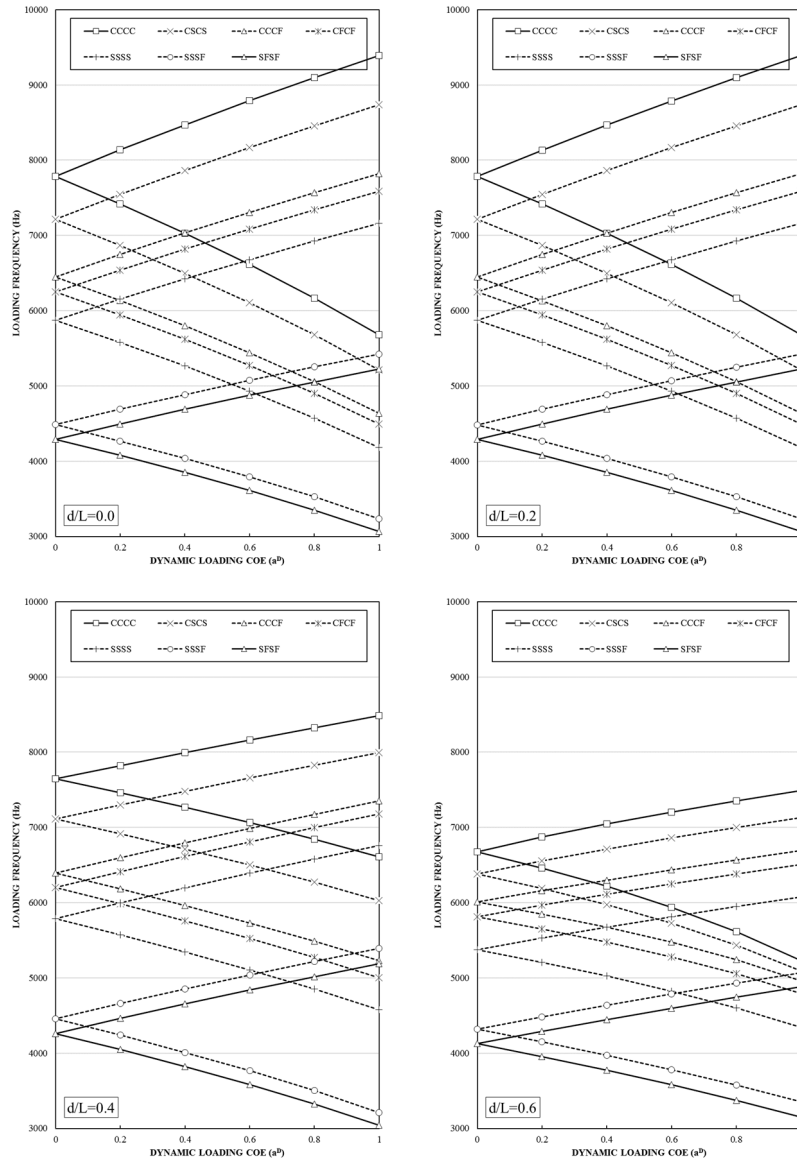 10000
CCCC CSCS CCCF CFCF
SSSS SSSF SFSF
9000
8000
7000
6000
5000
4000
3000
LOADING FREQUENCY (Hz)
d/L=0.0
0 0.2 0.4 0.6 0.8 1
DYNAMIC LOADING COE (aᴰ)
10000
CCCC CSCS CCCF CFCF
SSSS SSSF SFSF
9000
8000
7000
6000
5000
4000
3000
LOADING FREQUENCY (Hz)
d/L=0.2
0 0.2 0.4 0.6 0.8
DYNAMIC LOADING COE (aᴰ)
10000
CCCC CSCS CCCF CFCF
SSSS SSSF SFSF
9000
8000
7000
6000
5000
4000
3000
LOADING FREQUENCY (Hz)
d/L=0.4
0 0.2 0.4 0.6 0.8 1
DYNAMIC LOADING COE (aᴰ)
10000
CCCC CSCS CCCF CFCF
SSSS SSSF SFSF
9000
8000
7000
6000
5000
4000
3000
LOADING FREQUENCY (Hz)
d/L=0.6
0 0.2 0.4 0.6 0.8
DYNAMIC LOADING COE (aᴰ)